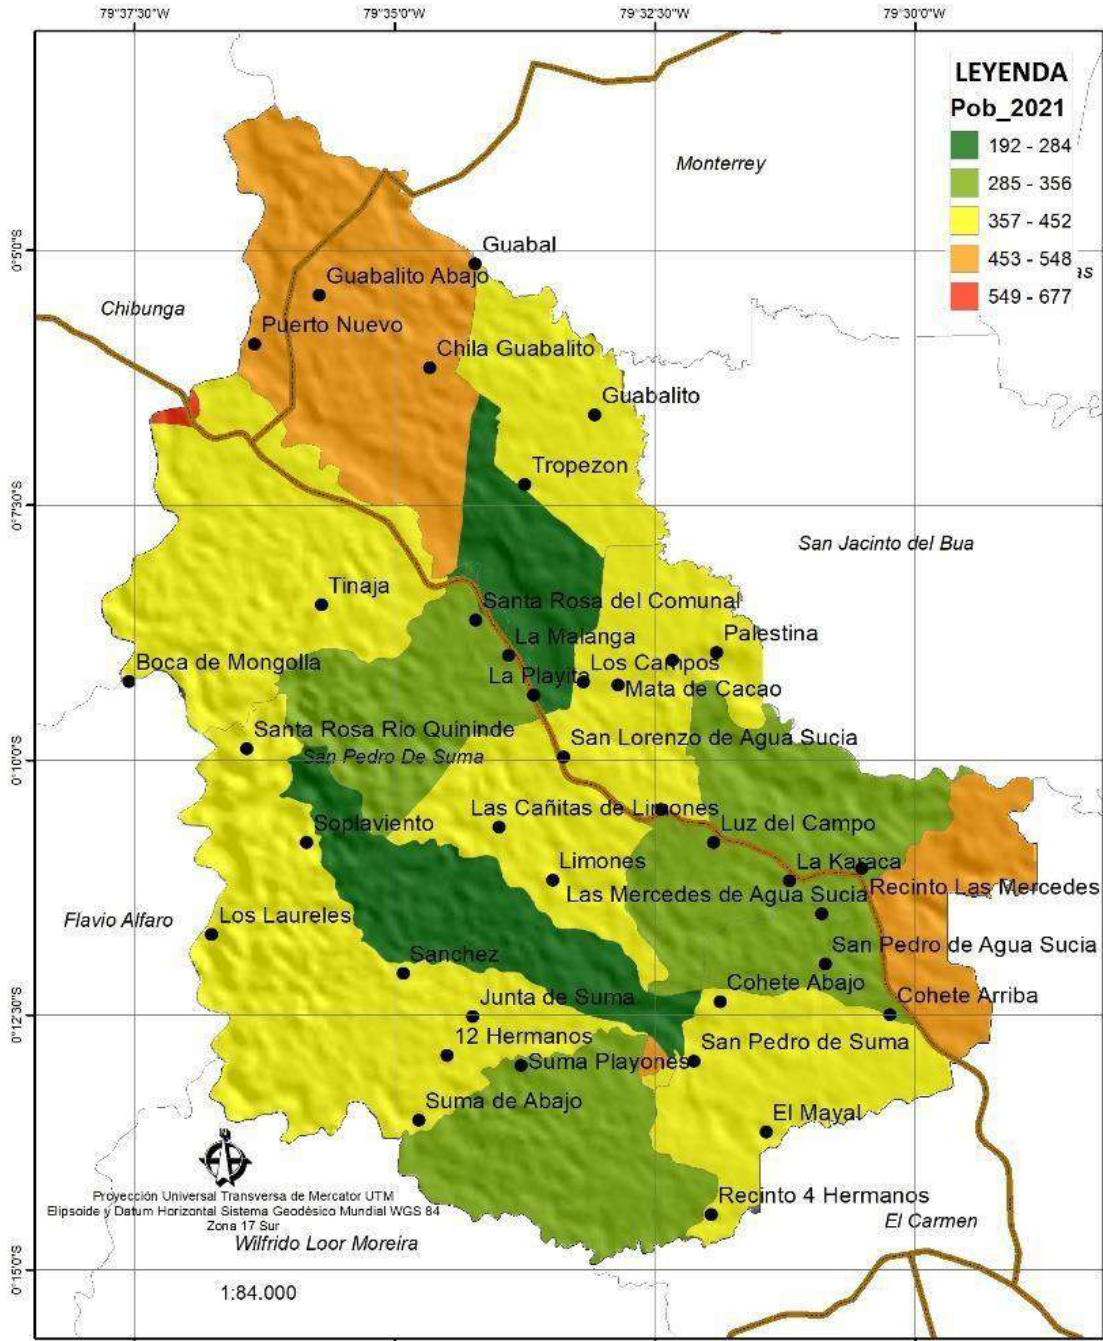 79°37'30"W
79°35'0"W
79°32'30"W
79°30'0"W
LEYENDA
Pob_2021
192 - 284
285 - 356
357 - 452
453 - 548
549 - 677
as
Monterrey
0°5'0"S
Guabal
Guabalito Abajo
Chibunga
Puerto Nuevo
Chila Guabalito
Guabalito
Tropezon
0°7'30"S
San Jacinto del Bua
Tinaja
Santa Rosa del Comunal
La Malanga
Palestina
Boca de Mongolla
La Playita
Los Campos
Mata de Cacao
Santa Rosa Rio Quininde
San Lorenzo de Agua Sucia
San Pedro De Suma
0°10'0"S
Las Cañitas de Limones
Soplaviento
Luz del Campo
Limones
La Karaca
Las Mercedes de Agua Sucia
Recinto Las Mercedes
Flavio Alfaro
Los Laureles
Sanchez
San Pedro de Agua Sucia
Junta de Suma
Cohete Abajo
Cohete Arriba
0°12'30"S
12 Hermanos
San Pedro de Suma
Suma Playones
Suma de Abajo
El Mayal
Proyección Universal Transversa de Mercator UTM
Elipsoide y Datum Horizontal Sistema Geodésico Mundial WGS 84
Zona 17 Sur
Recinto 4 Hermanos
El Carmen
Wilfrido Loor Moreira
0°15'0"S
1:84.000